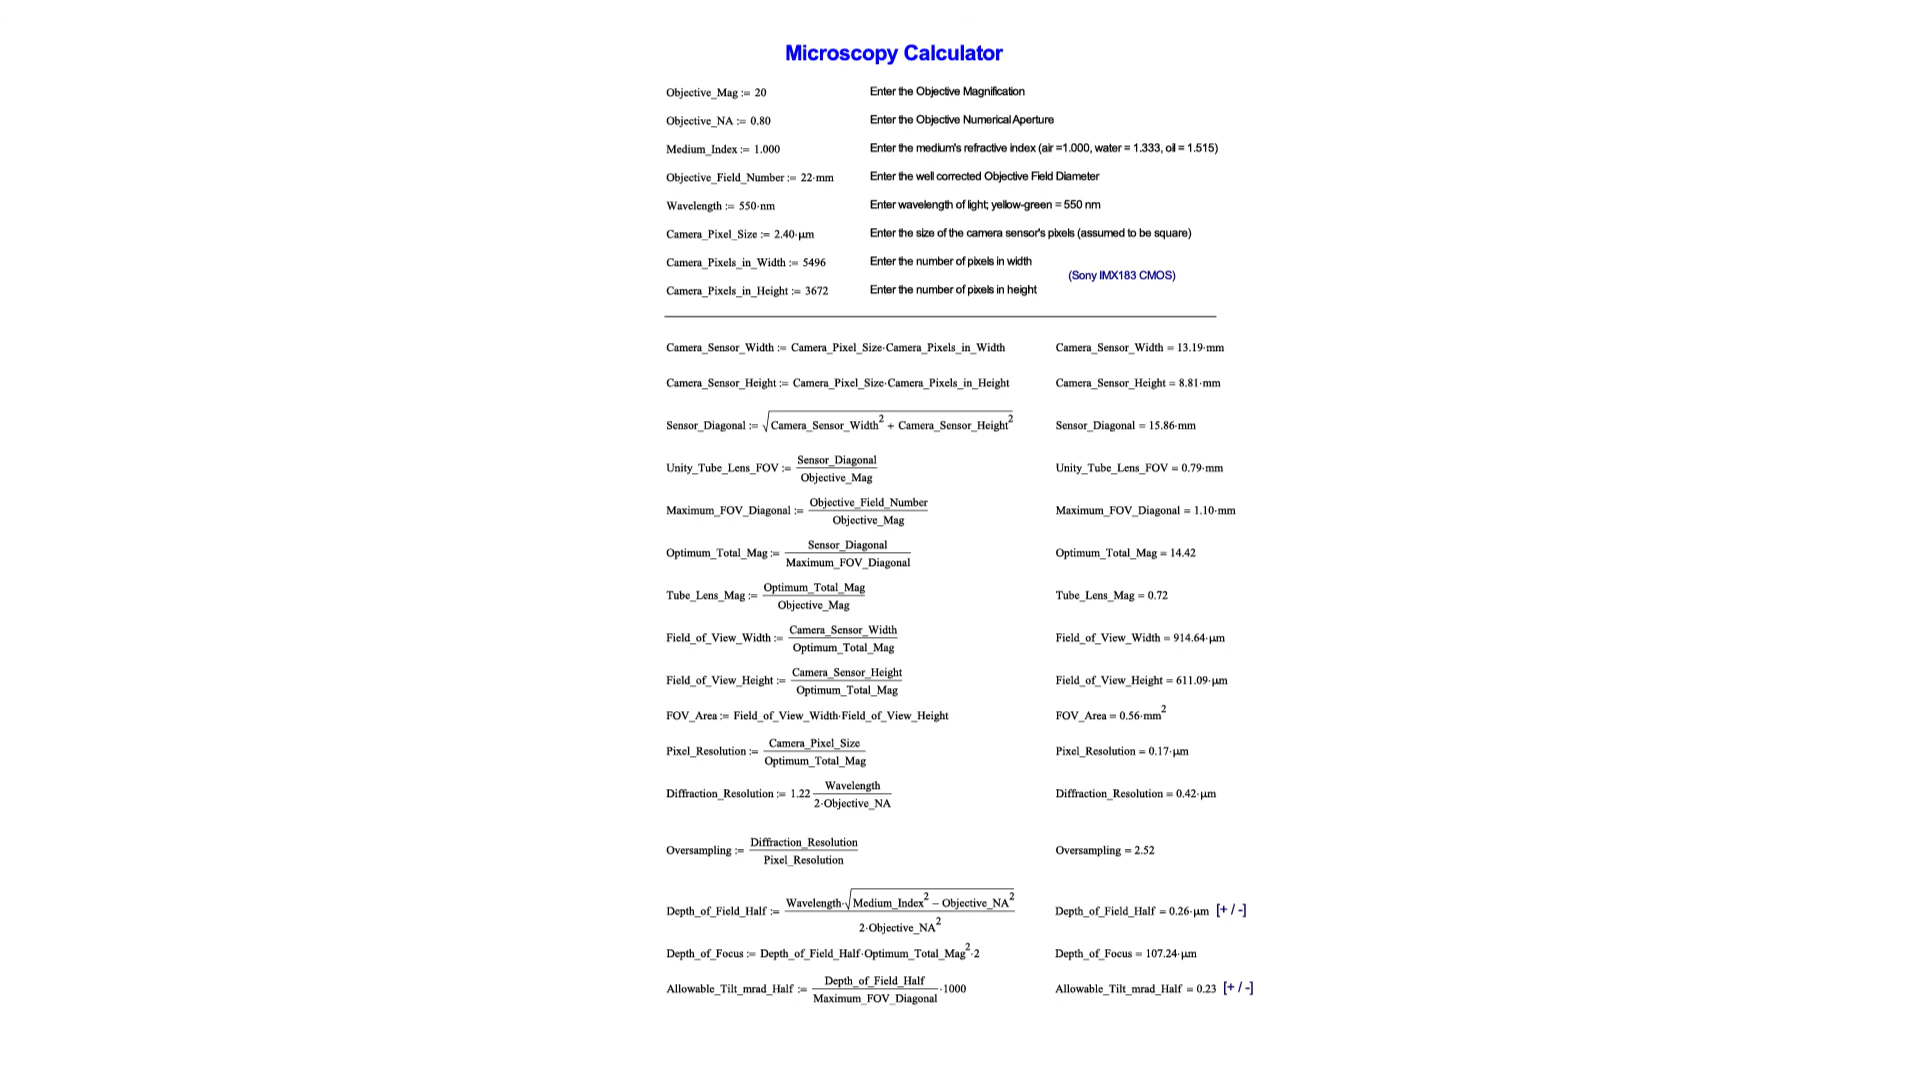 Microscopy Calculator
Objective_Mag := 20 Enter the Objective Magnification
Objective_NA := 0.80 Enter the Objective Numerical Aperture
Medium_Index := 1.000 Enter the medium's refractive index (air =1.000, water = 1.333, oil = 1.515)
Objective_Field_Number := 22·mm Enter the well corrected Objective Field Diameter
Wavelength := 550·nm Enter wavelength of light; yellow-green = 550 nm
Camera_Pixel_Size := 2.40·μm Enter the size of the camera sensor's pixels (assumed to be square)
Camera_Pixels_in_Width := 5496 Enter the number of pixels in width
(Sony IMX183 CMOS)
Camera_Pixels_in_Height := 3672 Enter the number of pixels in height
Camera_Sensor_Width := Camera_Pixel_Size·Camera_Pixels_in_Width Camera_Sensor_Width = 13.19·mm
Camera_Sensor_Height := Camera_Pixel_Size·Camera_Pixels_in_Height Camera_Sensor_Height = 8.81·mm
Sensor_Diagonal := √(Camera_Sensor_Width² + Camera_Sensor_Height²) Sensor_Diagonal = 15.86·mm
Unity_Tube_Lens_FOV := Sensor_Diagonal / Objective_Mag Unity_Tube_Lens_FOV = 0.79·mm
Maximum_FOV_Diagonal := Objective_Field_Number / Objective_Mag Maximum_FOV_Diagonal = 1.10·mm
Optimum_Total_Mag := Sensor_Diagonal / Maximum_FOV_Diagonal Optimum_Total_Mag = 14.42
Tube_Lens_Mag := Optimum_Total_Mag / Objective_Mag Tube_Lens_Mag = 0.72
Field_of_View_Width := Camera_Sensor_Width / Optimum_Total_Mag Field_of_View_Width = 914.64·μm
Field_of_View_Height := Camera_Sensor_Height / Optimum_Total_Mag Field_of_View_Height = 611.09·μm
FOV_Area := Field_of_View_Width·Field_of_View_Height FOV_Area = 0.56·mm²
Pixel_Resolution := Camera_Pixel_Size / Optimum_Total_Mag Pixel_Resolution = 0.17·μm
Diffraction_Resolution := 1.22 Wavelength / 2·Objective_NA Diffraction_Resolution = 0.42·μm
Oversampling := Diffraction_Resolution / Pixel_Resolution Oversampling = 2.52
Depth_of_Field_Half := Wavelength·√(Medium_Index² − Objective_NA²) / 2·Objective_NA² Depth_of_Field_Half = 0.26·μm [+ / -]
Depth_of_Focus := Depth_of_Field_Half·Optimum_Total_Mag²·2 Depth_of_Focus = 107.24·μm
Allowable_Tilt_mrad_Half := Depth_of_Field_Half / Maximum_FOV_Diagonal ·1000 Allowable_Tilt_mrad_Half = 0.23 [+ / -]